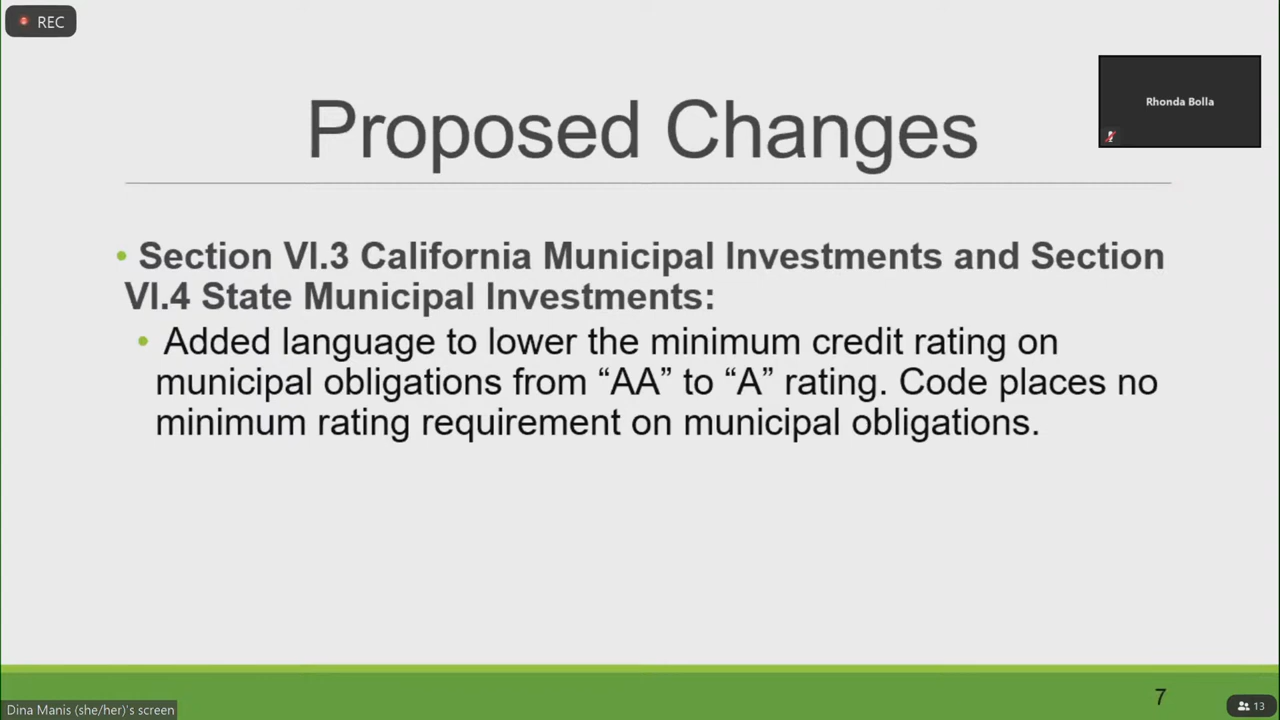 REC
Rhonda Bolla
Proposed Changes
• Section VI.3 California Municipal Investments and Section
VI.4 State Municipal Investments:
• Added language to lower the minimum credit rating on
municipal obligations from “AA” to “A” rating. Code places no
minimum rating requirement on municipal obligations.
7
Dina Manis (she/her)'s screen
13